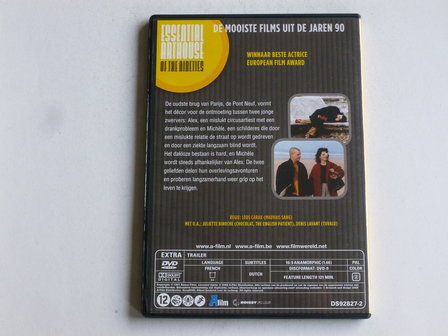 ESSENTIAL
ARTHOUSE
OF THE NINETIES
DE MOOISTE FILMS UIT DE JAREN 90
WINNAAR BESTE ACTRICE
EUROPEAN FILM AWARD
De oudste brug van Parijs, de Pont Neuf, vormt
het décor voor de ontmoeting tussen twee jonge
zwervers: Alex, een mislukt circusartiest met een
drankprobleem en Michèle, een schilderes die door
een mislukte relatie de straat op wordt gedreven
en door een ziekte langzaam blind wordt.
Het dakloze bestaan is hard, en Michèle
wordt steeds afhankelijker van Alex. De twee
geliefden delen hun overlevingsavonturen
en proberen langzamerhand weer grip op het
leven te krijgen.
REGIE: LEOS CARAX (MAUVAIS SANG)
MET O.A.: JULIETTE BINOCHE (CHOCOLAT, THE ENGLISH PATIENT), DENIS LAVANT (TUVALU)
www.a-film.nl www.a-film.be www.filmwereld.net
EXTRA TRAILER
DVD LANGUAGE SUBTITLES 16:9 ANAMORPHIC (1.66) PAL
FRENCH DUTCH DISCFORMAT: DVD-9 COLOR
FEATURE LENGTH 121 MIN. 2
12
A film
DS92827-2